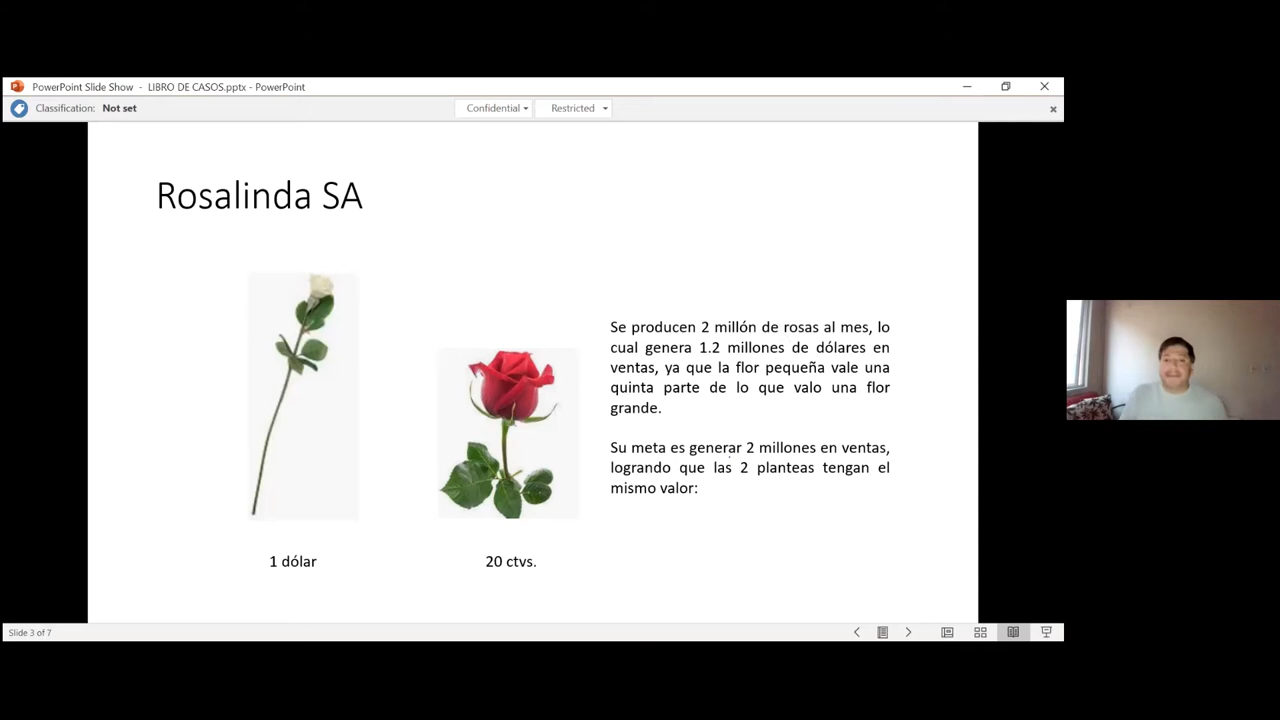 PowerPoint Slide Show - LIBRO DE CASOS.pptx - PowerPoint
Classification: Not set Confidential Restricted
Rosalinda SA
Se producen 2 millón de rosas al mes, lo
cual genera 1.2 millones de dólares en
ventas, ya que la flor pequeña vale una
quinta parte de lo que valo una flor
grande.
Su meta es generar 2 millones en ventas,
logrando que las 2 planteas tengan el
mismo valor:
1 dólar
20 ctvs.
Slide 3 of 7